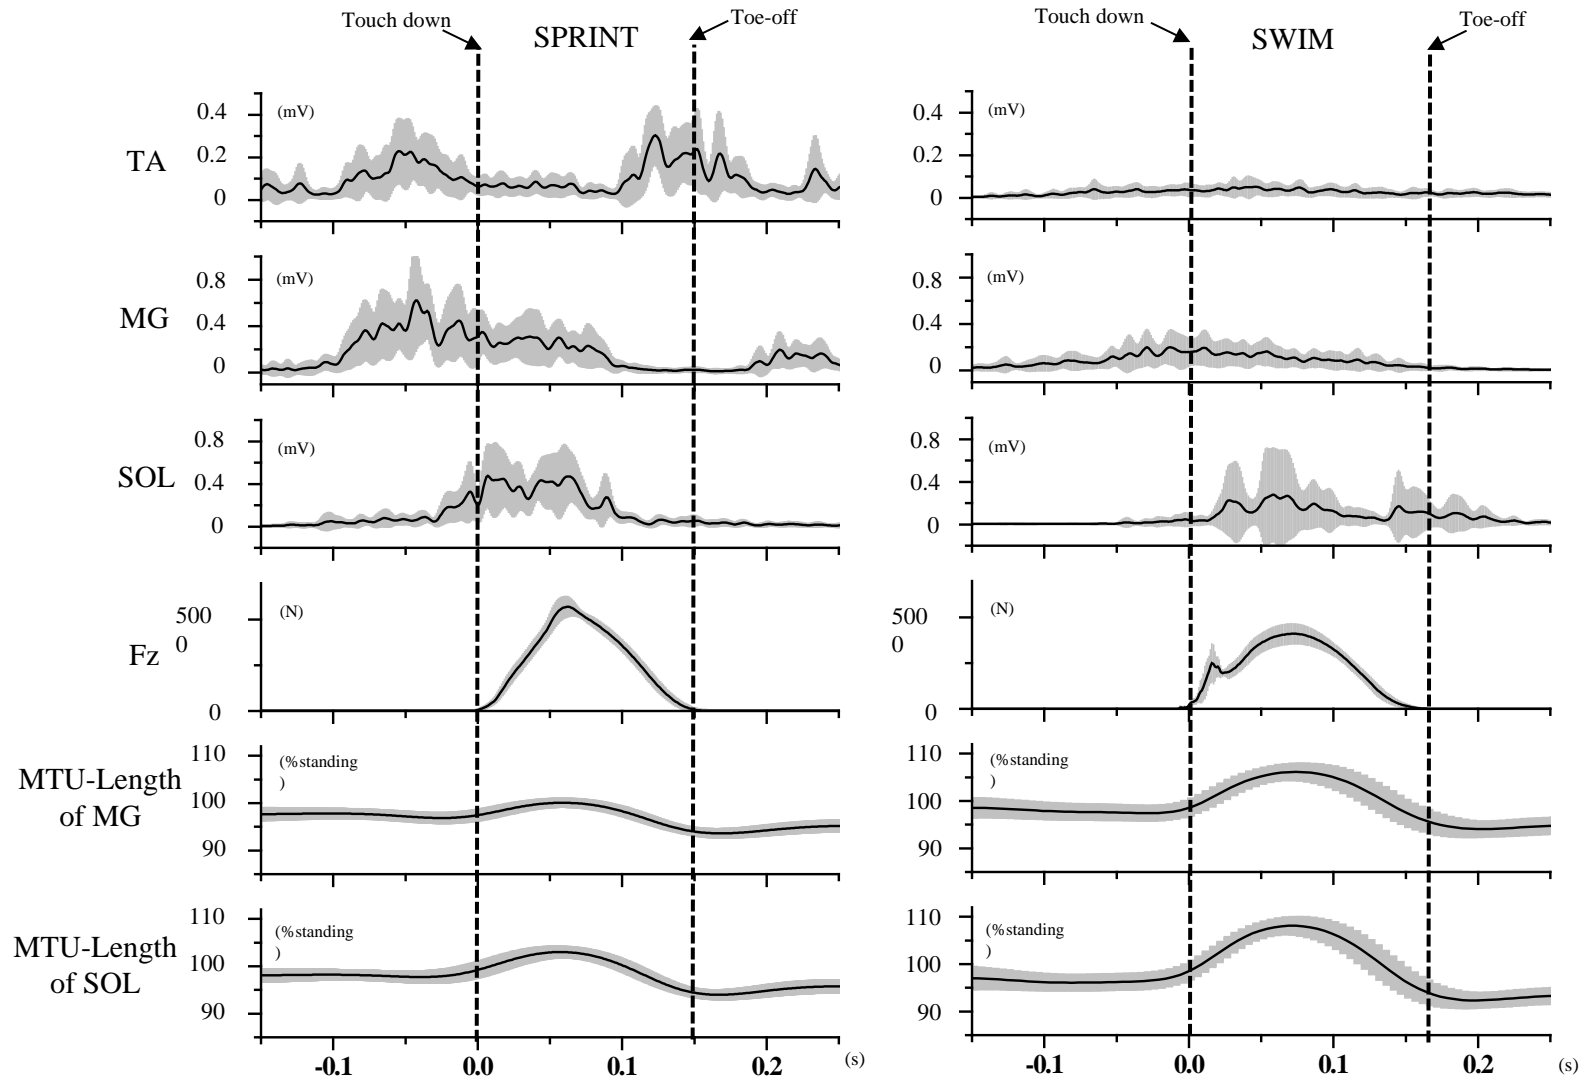 Touch down
SPRINT
Toe-off
Touch down
SWIM
Toe-off
TA
0.4
0.2
0
(mV)
0.4
0.2
0
(mV)
MG
0.8
0.4
0
(mV)
0.8
0.4
0
(mV)
SOL
0.8
0.4
0
(mV)
0.8
0.4
0
(mV)
Fz
500
0
0
(N)
500
0
0
(N)
MTU-Length
of MG
110
100
90
(%standing
)
110
100
90
(%standing
)
MTU-Length
of SOL
110
100
90
(%standing
)
110
100
90
(%standing
)
-0.1 0.0 0.1 0.2 (s)
-0.1 0.0 0.1 0.2 (s)